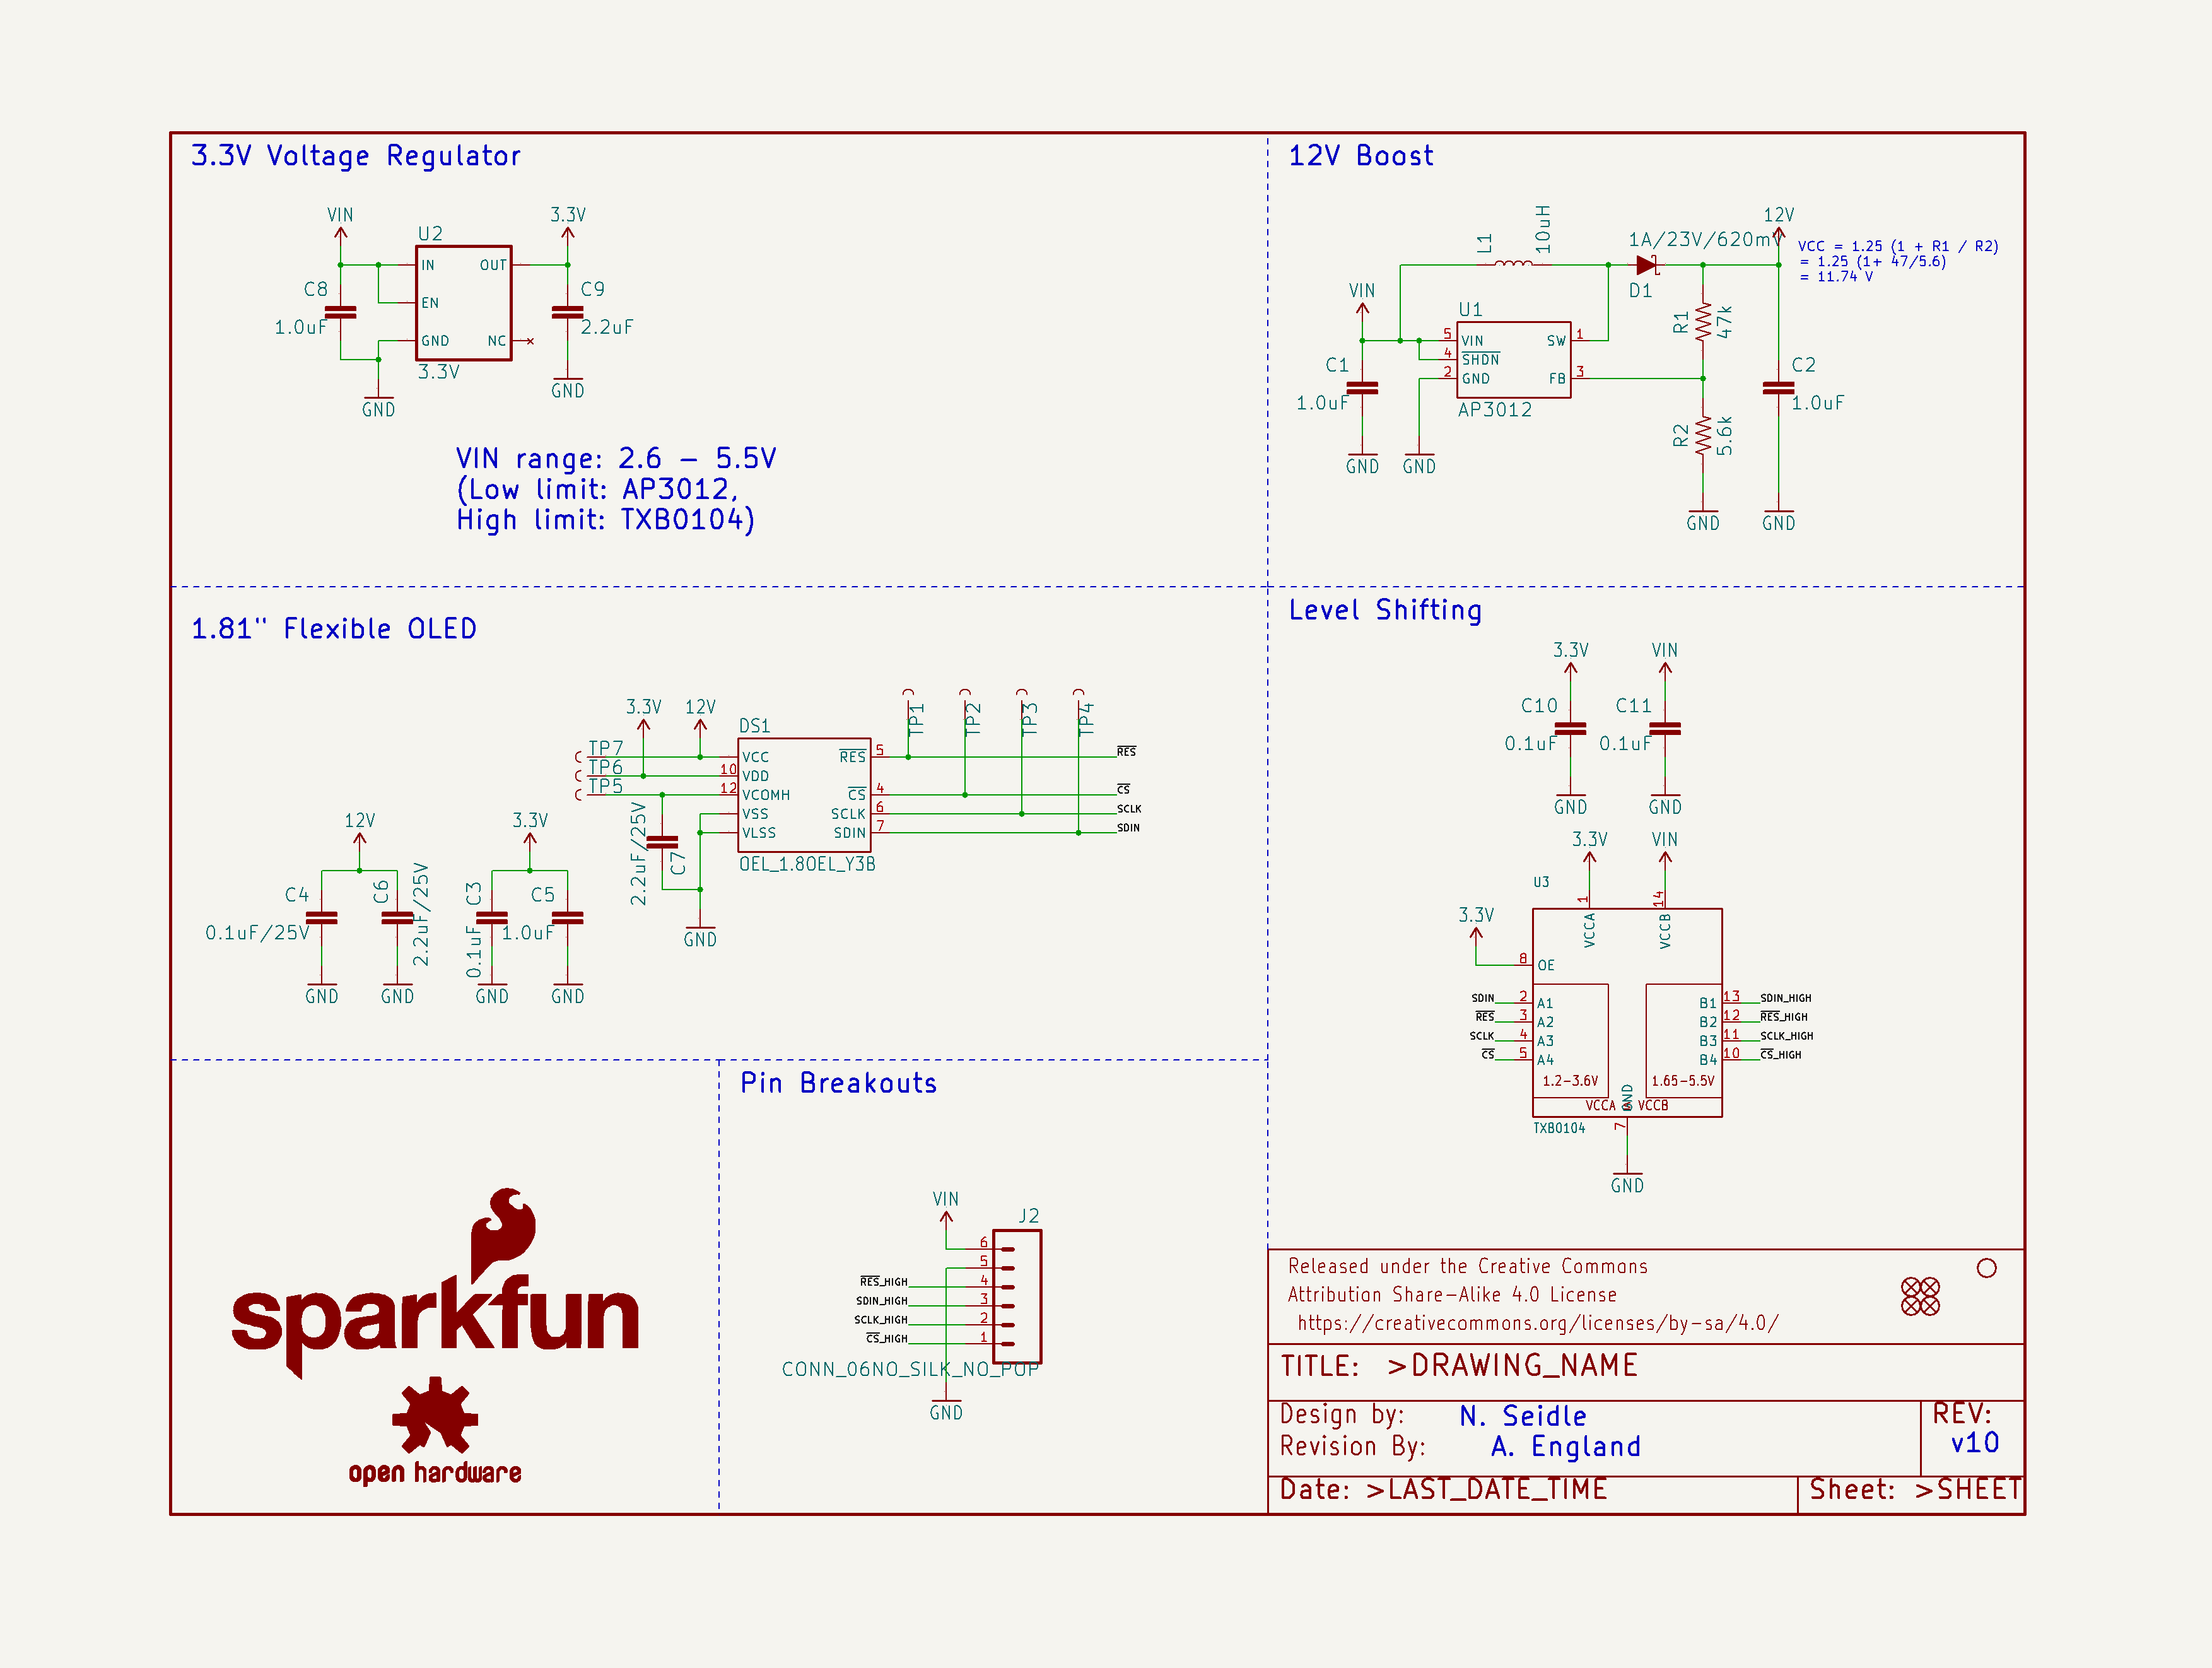 3.3V Voltage Regulator
VIN
3.3V
U2
IN
OUT
EN
GND
NC
3.3V
C8
1.0uF
C9
2.2uF
GND
GND
VIN range: 2.6 - 5.5V
(Low limit: AP3012,
High limit: TXB0104)
12V Boost
L1
10uH
1A/23V/620mV
12V
VCC = 1.25 (1 + R1 / R2)
= 1.25 (1+ 47/5.6)
= 11.74 V
D1
VIN
U1
5 VIN
SW 1
4 SHDN
2 GND
FB 3
AP3012
C1
1.0uF
R1
47k
C2
1.0uF
R2
5.6k
GND
GND
GND
GND
1.81" Flexible OLED
3.3V
12V
DS1
TP1
TP2
TP3
TP4
TP7
TP6
TP5
VCC
10 VDD
12 VCOMH
VSS
VLSS
RES 5
CS 4
SCLK 6
SDIN 7
RES
CS
SCLK
SDIN
OEL_1.8OEL_Y3B
2.2uF/25V
C7
GND
12V
3.3V
C4
0.1uF/25V
C6
2.2uF/25V
C3
0.1uF
C5
1.0uF
GND
GND
GND
GND
Level Shifting
3.3V
VIN
C10
0.1uF
C11
0.1uF
GND
GND
3.3V
VIN
U3
1
14
VCCA
VCCB
3.3V
8 OE
SDIN 2 A1
RES 3 A2
SCLK 4 A3
CS 5 A4
B1 13 SDIN_HIGH
B2 12 RES_HIGH
B3 11 SCLK_HIGH
B4 10 CS_HIGH
1.2-3.6V
1.65-5.5V
VCCA
VCCB
GND
TXB0104
7
GND
sparkfun
open hardware
Pin Breakouts
VIN
J2
6
5
RES_HIGH 4
SDIN_HIGH 3
SCLK_HIGH 2
CS_HIGH 1
CONN_06NO_SILK_NO_POP
GND
Released under the Creative Commons
Attribution Share-Alike 4.0 License
https://creativecommons.org/licenses/by-sa/4.0/
TITLE: >DRAWING_NAME
Design by: N. Seidle
Revision By: A. England
REV:
v10
Date: >LAST_DATE_TIME
Sheet: >SHEET